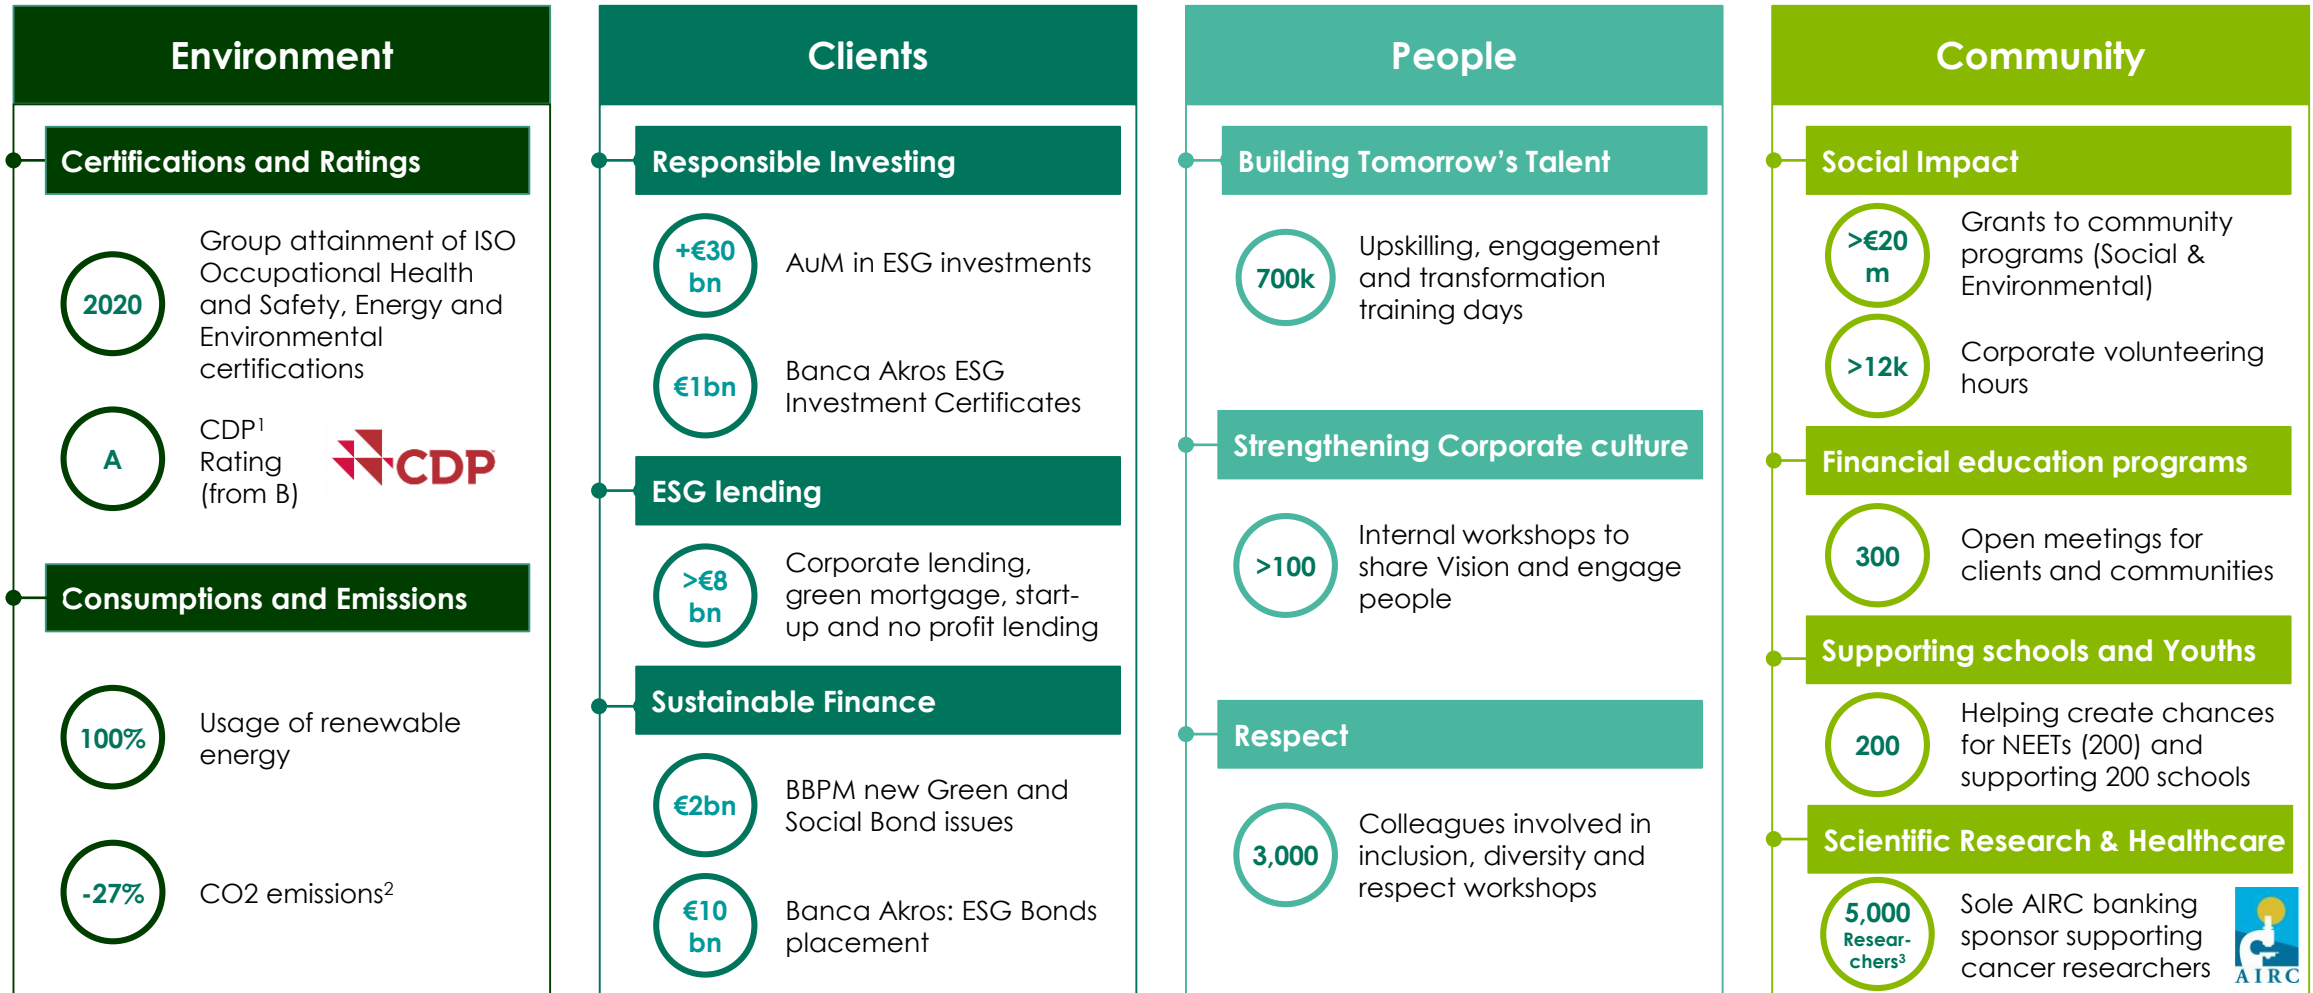 Environment
Certifications and Ratings
2020
Group attainment of ISO
Occupational Health
and Safety, Energy and
Environmental
certifications
A
CDP¹
Rating
(from B)
CDP
Consumptions and Emissions
100%
Usage of renewable
energy
-27%
CO2 emissions²
Clients
Responsible Investing
+€30
bn
AuM in ESG investments
€1bn
Banca Akros ESG
Investment Certificates
ESG lending
>€8
bn
Corporate lending,
green mortgage, start-
up and no profit lending
Sustainable Finance
€2bn
BBPM new Green and
Social Bond issues
€10
bn
Banca Akros: ESG Bonds
placement
People
Building Tomorrow’s Talent
700k
Upskilling, engagement
and transformation
training days
Strengthening Corporate culture
>100
Internal workshops to
share Vision and engage
people
Respect
3,000
Colleagues involved in
inclusion, diversity and
respect workshops
Community
Social Impact
>€20
m
Grants to community
programs (Social &
Environmental)
>12k
Corporate volunteering
hours
Financial education programs
300
Open meetings for
clients and communities
Supporting schools and Youths
200
Helping create chances
for NEETs (200) and
supporting 200 schools
Scientific Research & Healthcare
5,000
Resear-
chers³
Sole AIRC banking
sponsor supporting
cancer researchers
AIRC